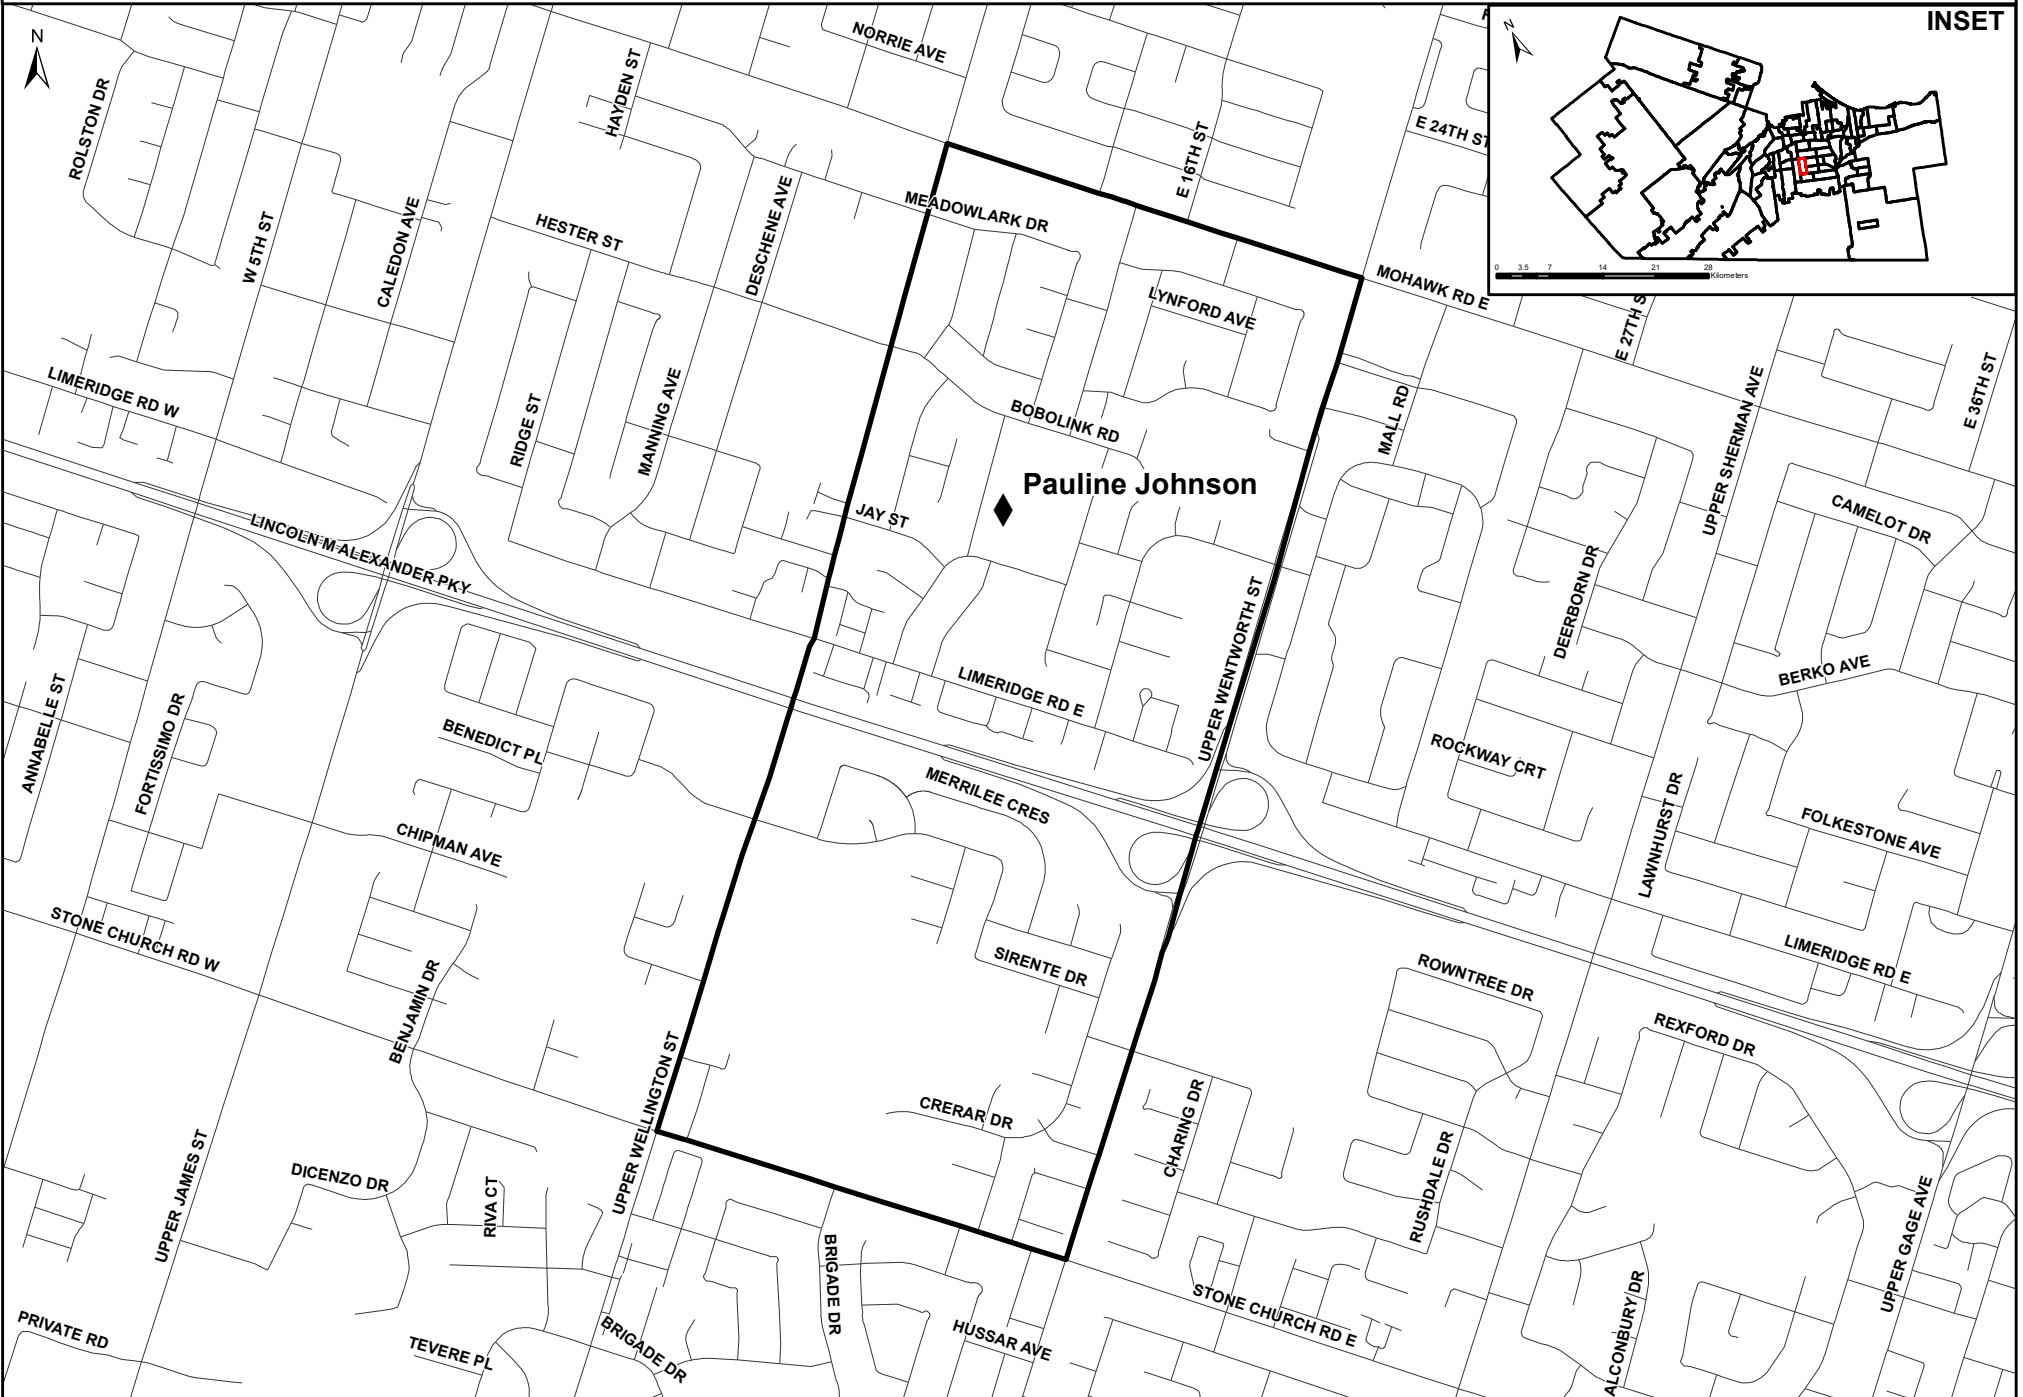 INSET
N
N
0 3.5 7 14 21 28
Kilometers
NORRIE AVE
HAYDEN ST
ROLSTON DR
E 16TH ST
E 24TH ST
W 5TH ST
CALEDON AVE
HESTER ST
DESCHENE AVE
MEADOWLARK DR
LYNFORD AVE
MOHAWK RD E
E 27TH S
UPPER SHERMAN AVE
E 36TH ST
LIMERIDGE RD W
RIDGE ST
MANNING AVE
BOBOLINK RD
MALL RD
Pauline Johnson
JAY ST
CAMELOT DR
LINCOLN M ALEXANDER PKY
DEERBORN DR
UPPER WENTWORTH ST
BERKO AVE
ANNABELLE ST
FORTISSIMO DR
LIMERIDGE RD E
BENEDICT PL
ROCKWAY CRT
MERRILEE CRES
LAWNHURST DR
FOLKESTONE AVE
CHIPMAN AVE
STONE CHURCH RD W
BENJAMIN DR
SIRENTE DR
ROWNTREE DR
LIMERIDGE RD E
REXFORD DR
UPPER WELLINGTON ST
CRERAR DR
CHARING DR
RUSHDALE DR
UPPER JAMES ST
DICENZO DR
RIVA CT
UPPER GAGE AVE
BRIGADE DR
STONE CHURCH RD E
ALCONBURY DR
PRIVATE RD
TEVERE PL
BRIGADE DR
HUSSAR AVE